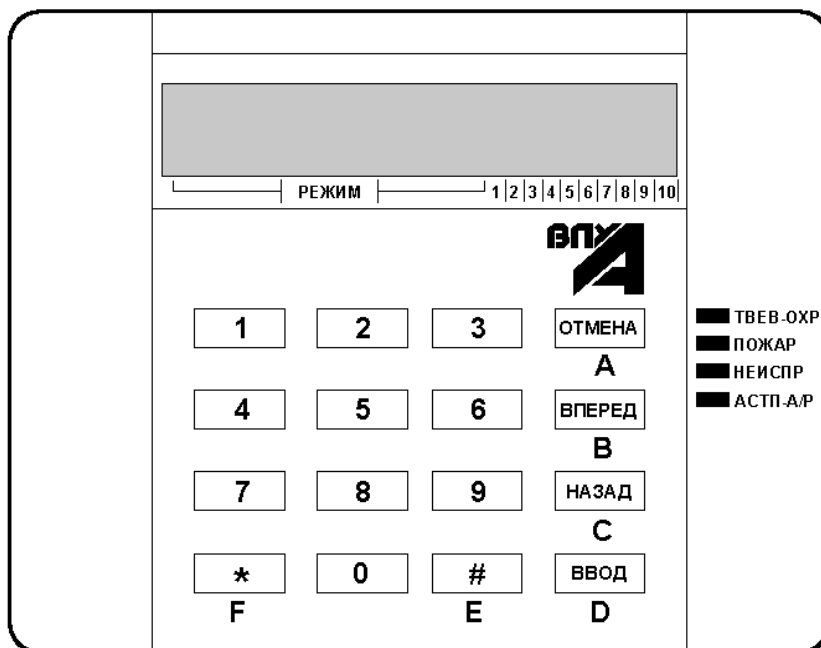 РЕЖИМ 1 2 3 4 5 6 7 8 9 10
ВПУ А
1 2 3 ОТМЕНА
A
ТВЕВ-ОХР
ПОЖАР
НЕИСПР
АСТП-А/Р
4 5 6 ВПЕРЕД
B
7 8 9 НАЗАД
C
* 0 # ВВОД
F E D